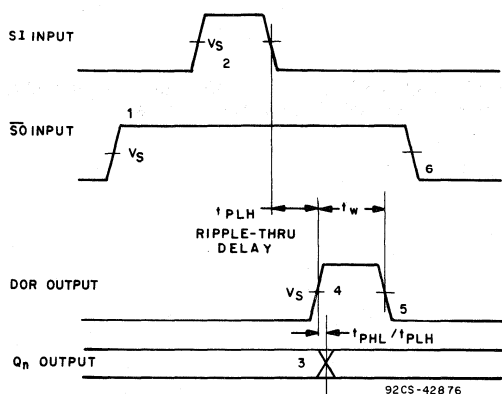 SI INPUT
VS
2
1
SO INPUT
VS
6
tPLH
tw
RIPPLE-THRU
DELAY
DOR OUTPUT
VS
4
5
tPHL/tPLH
Qn OUTPUT
3
92CS-42876